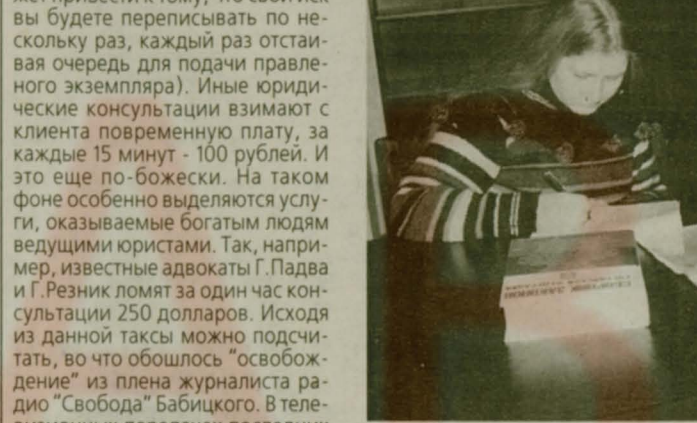 вы будете переписывать по не-
скольку раз, каждый раз отстаи-
вая очередь для подачи правле-
ного экземпляра). Иные юриди-
ческие консультации взимают с
клиента повременную плату, за
каждые 15 минут - 100 рублей. И
это еще по-божески. На таком
фоне особенно выделяются услу-
ги, оказываемые богатым людям
ведущими юристами. Так, напри-
мер, известные адвокаты Г.Падва
и Г.Резник ломят за один час кон-
сультации 250 долларов. Исходя
из данной таксы можно подсчи-
тать, во что обошлось "освобож-
дение" из плена журналиста ра-
дио "Свобода" Бабицкого. В теле-
СБОРНИК ЗАКОНОВ